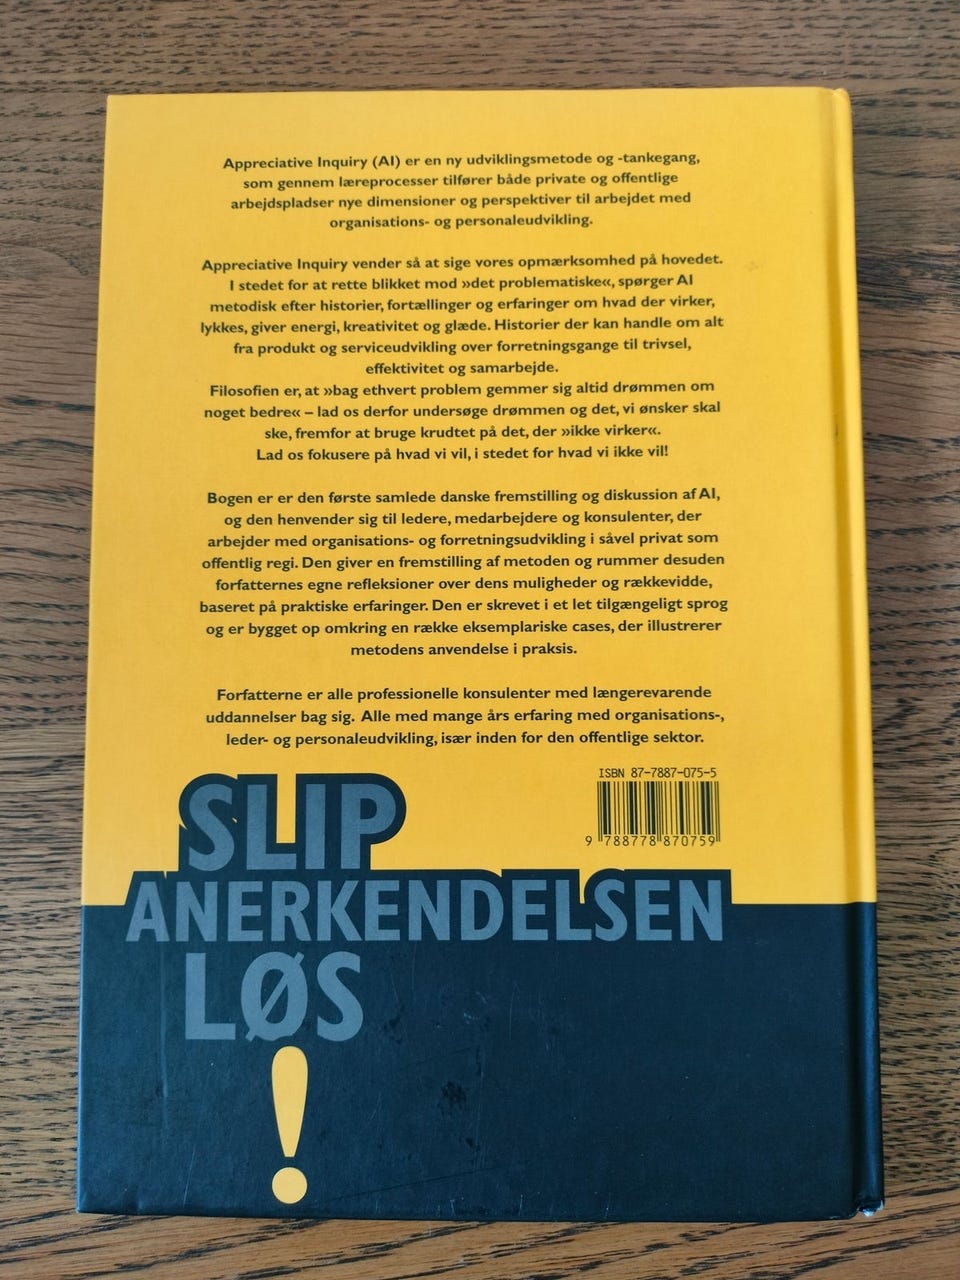 Appreciative Inquiry (AI) er en ny udviklingsmetode og -tankegang,
som gennem læreprocesser tilfører både private og offentlige
arbejdspladser nye dimensioner og perspektiver til arbejdet med
organisations- og personaleudvikling.
Appreciative Inquiry vender så at sige vores opmærksomhed på hovedet.
I stedet for at rette blikket mod »det problematiske«, spørger AI
metodisk efter historier, fortællinger og erfaringer om hvad der virker,
lykkes, giver energi, kreativitet og glæde. Historier der kan handle om alt
fra produkt og serviceudvikling over forretningsgange til trivsel,
effektivitet og samarbejde.
Filosofien er, at »bag ethvert problem gemmer sig altid drømmen om
noget bedre« – lad os derfor undersøge drømmen og det, vi ønsker skal
ske, fremfor at bruge krudtet på det, der »ikke virker«.
Lad os fokusere på hvad vi vil, i stedet for hvad vi ikke vil!
Bogen er er den første samlede danske fremstilling og diskussion af AI,
og den henvender sig til ledere, medarbejdere og konsulenter, der
arbejder med organisations- og forretningsudvikling i såvel privat som
offentlig regi. Den giver en fremstilling af metoden og rummer desuden
forfatternes egne refleksioner over dens muligheder og rækkevidde,
baseret på praktiske erfaringer. Den er skrevet i et let tilgængeligt sprog
og er bygget op omkring en række eksemplariske cases, der illustrerer
metodens anvendelse i praksis.
Forfatterne er alle professionelle konsulenter med længerevarende
uddannelser bag sig. Alle med mange års erfaring med organisations-,
leder- og personaleudvikling, især inden for den offentlige sektor.
ISBN 87-7887-075-5
9 788778 870759
SLIP
ANERKENDELSEN
LØS
!